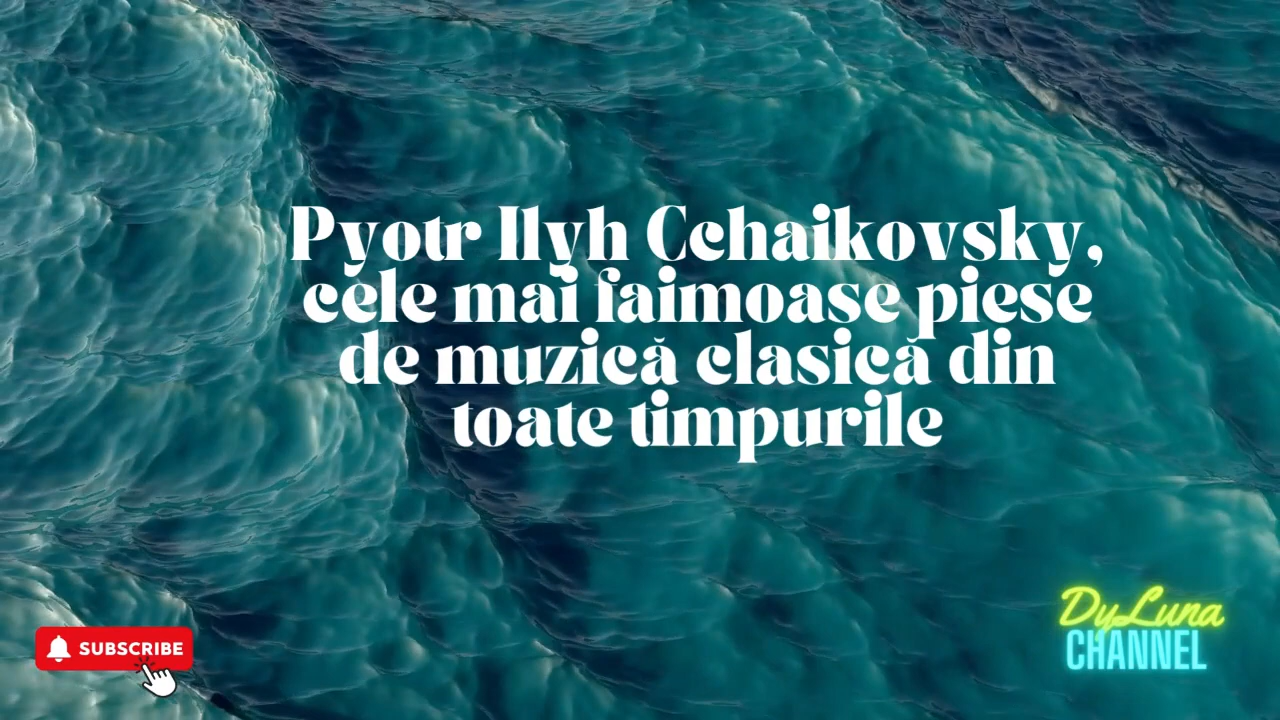 Pyotr Ilyh Cchaikovsky,
cele mai faimoase piese
de muzică clasică din
toate timpurile
SUBSCRIBE
DyLuna
CHANNEL